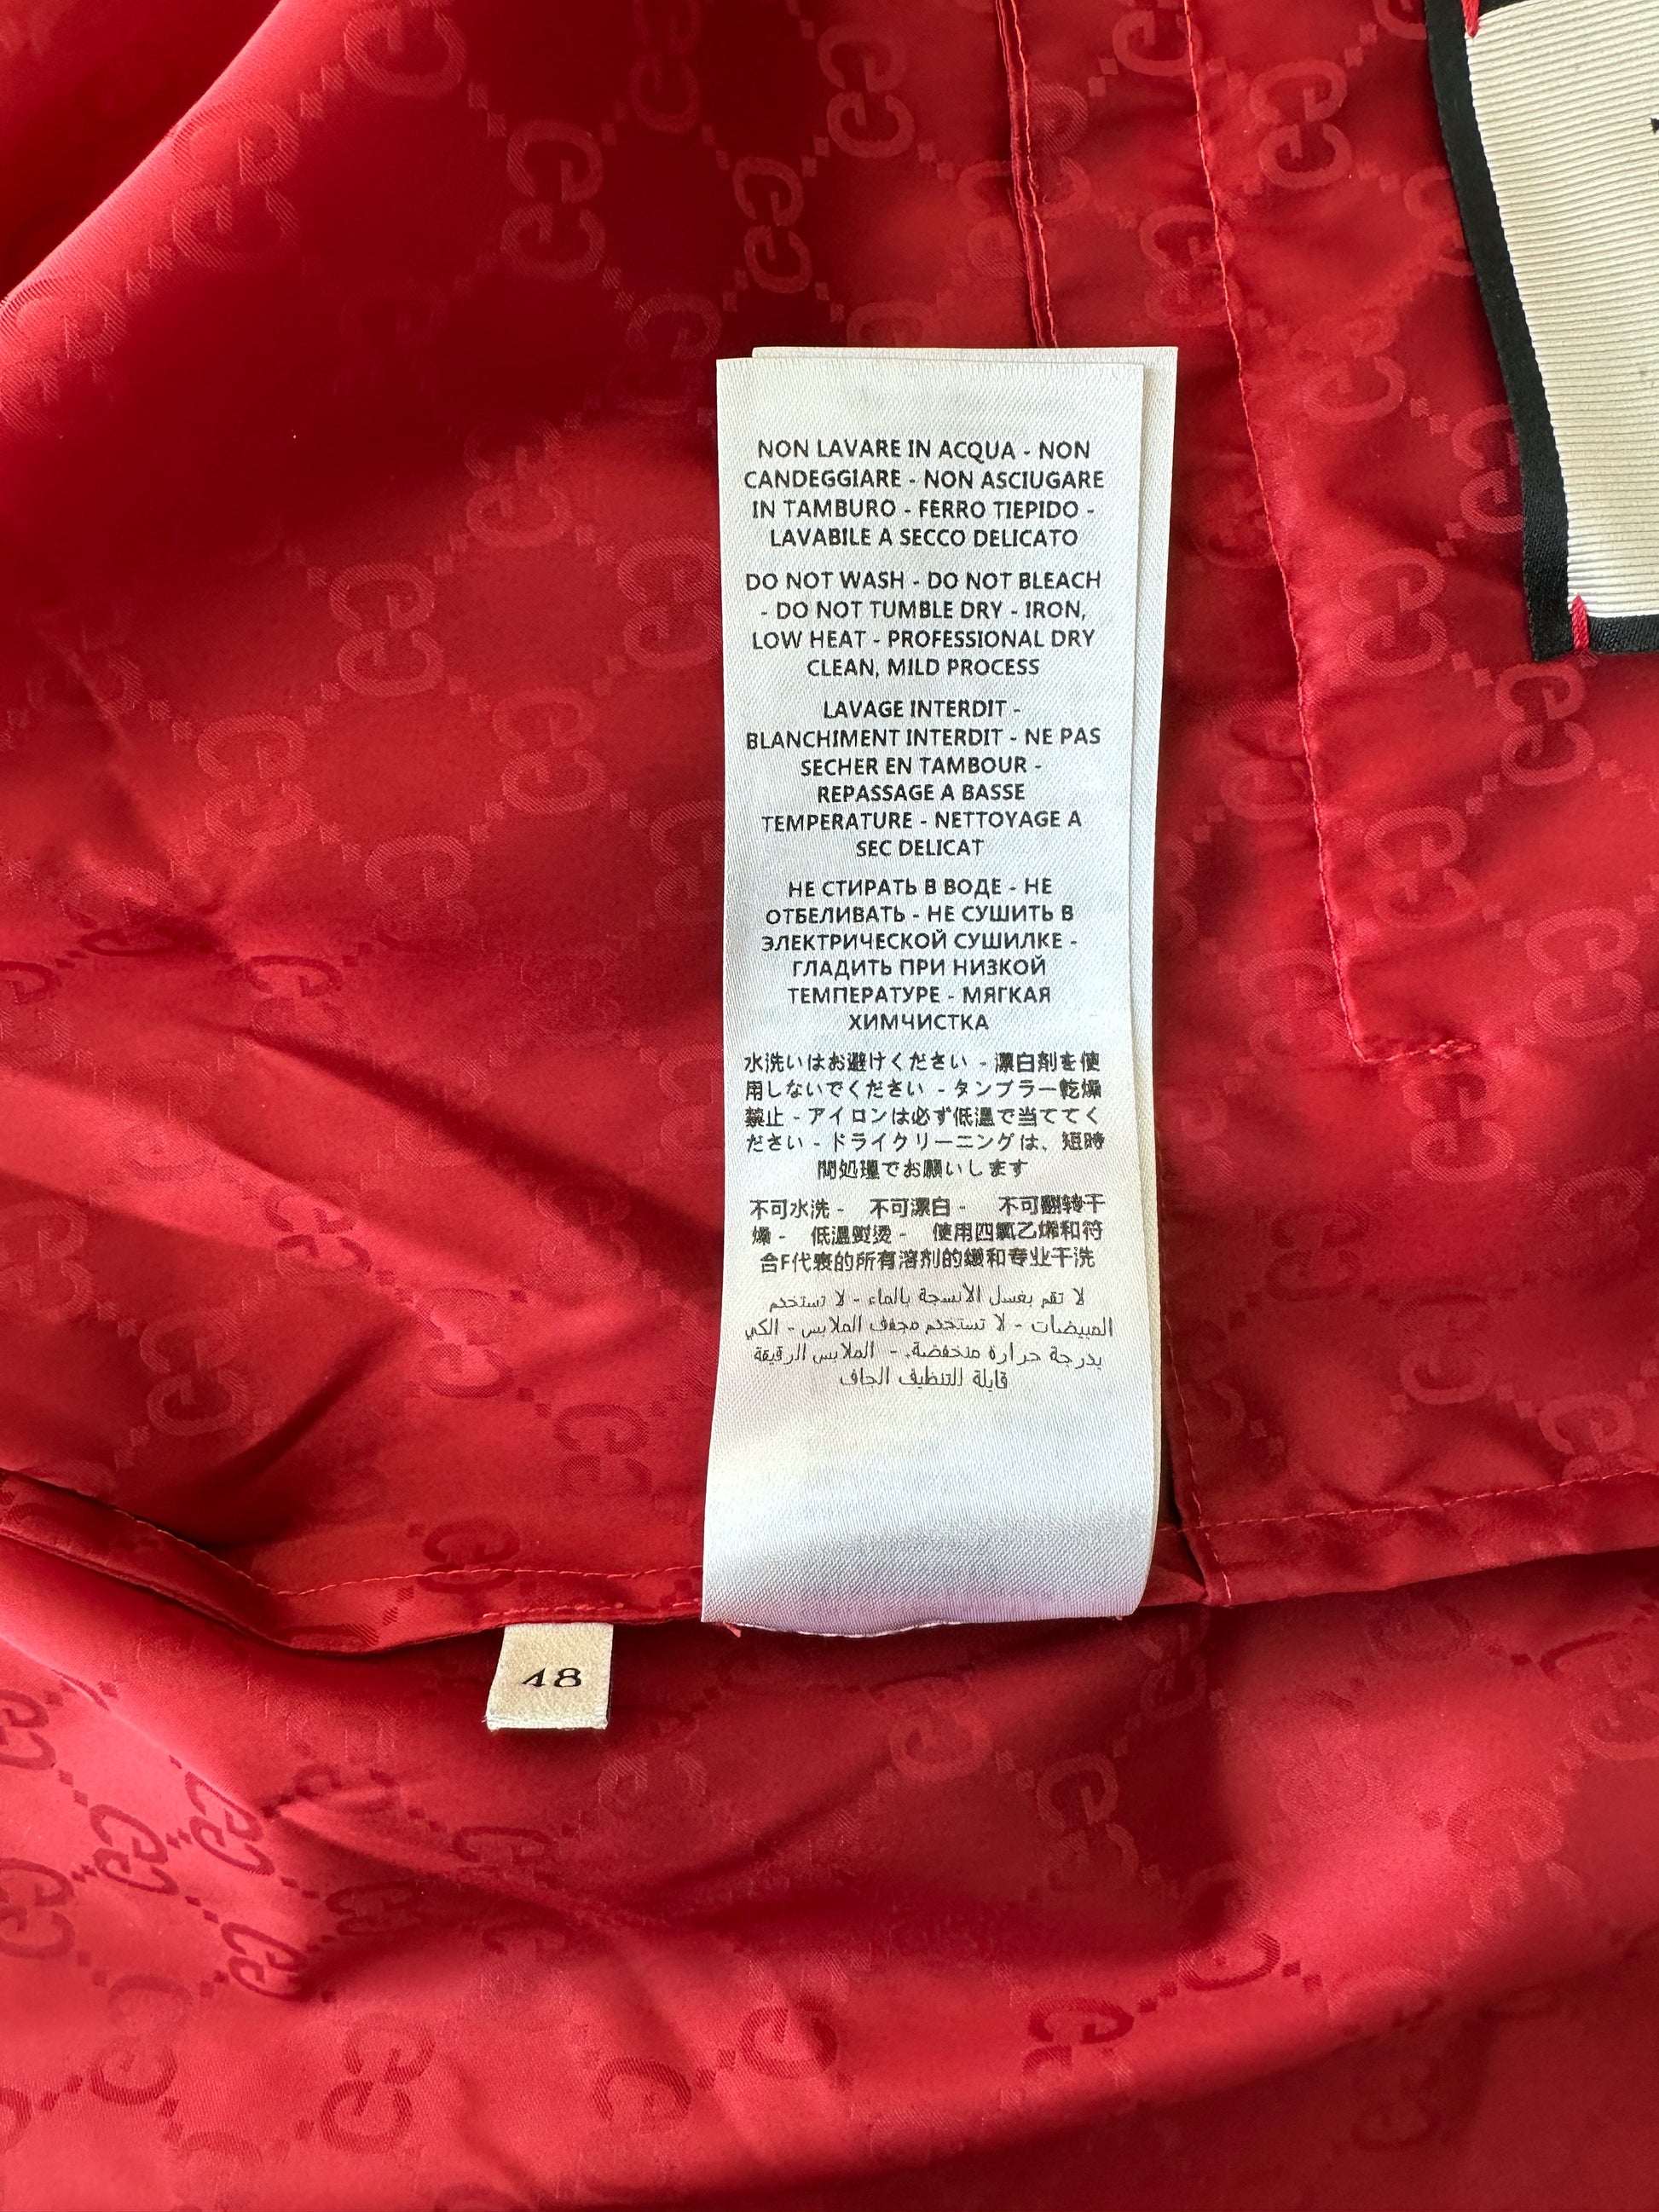 NON LAVARE IN ACQUA - NON
CANDEGGIARE - NON ASCIUGARE
IN TAMBURO - FERRO TIEPIDO -
LAVABILE A SECCO DELICATO
DO NOT WASH - DO NOT BLEACH
- DO NOT TUMBLE DRY - IRON,
LOW HEAT - PROFESSIONAL DRY
CLEAN, MILD PROCESS
LAVAGE INTERDIT -
BLANCHIMENT INTERDIT - NE PAS
SECHER EN TAMBOUR -
REPASSAGE A BASSE
TEMPERATURE - NETTOYAGE A
SEC DELICAT
НЕ СТИРАТЬ В ВОДЕ - НЕ
ОТБЕЛИВАТЬ - НЕ СУШИТЬ В
ЭЛЕКТРИЧЕСКОЙ СУШИЛКЕ -
ГЛАДИТЬ ПРИ НИЗКОЙ
ТЕМПЕРАТУРЕ - МЯГКАЯ
ХИМЧИСТКА
水洗いはお避けください - 漂白剤を使
用しないでください - タンブラー乾燥
禁止 - アイロンは必ず低温で当ててく
ださい - ドライクリーニングは、短時
間処理でお願いします
不可水洗 - 不可漂白 - 不可翻转干
燥 - 低温熨烫 - 使用四氯乙烯和符
合F代表的所有溶剂的缓和专业干洗
لا تقم بغسل الأنسجة بالماء - لا تستخدم
المبيضات - لا تستخدم مجفف الملابس - الكي
بدرجة حرارة منخفضة. - الملابس الرقيقة
قابلة للتنظيف الجاف
48